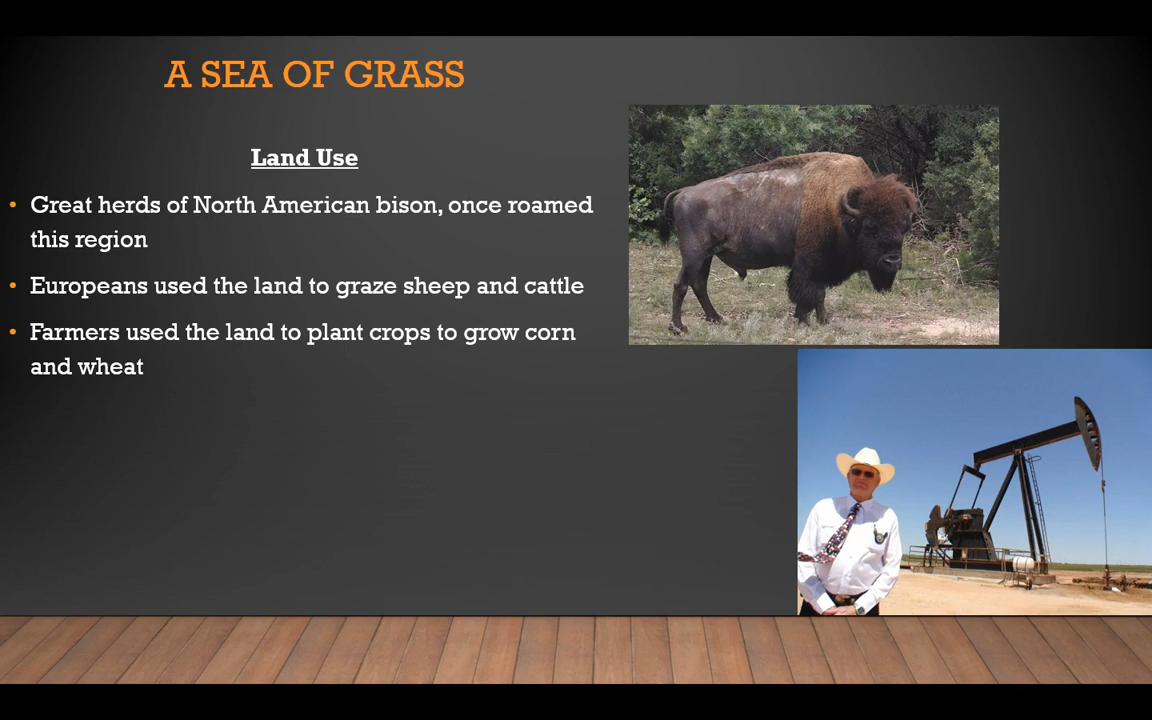 A SEA OF GRASS
Land Use
• Great herds of North American bison, once roamed
this region
• Europeans used the land to graze sheep and cattle
• Farmers used the land to plant crops to grow corn
and wheat